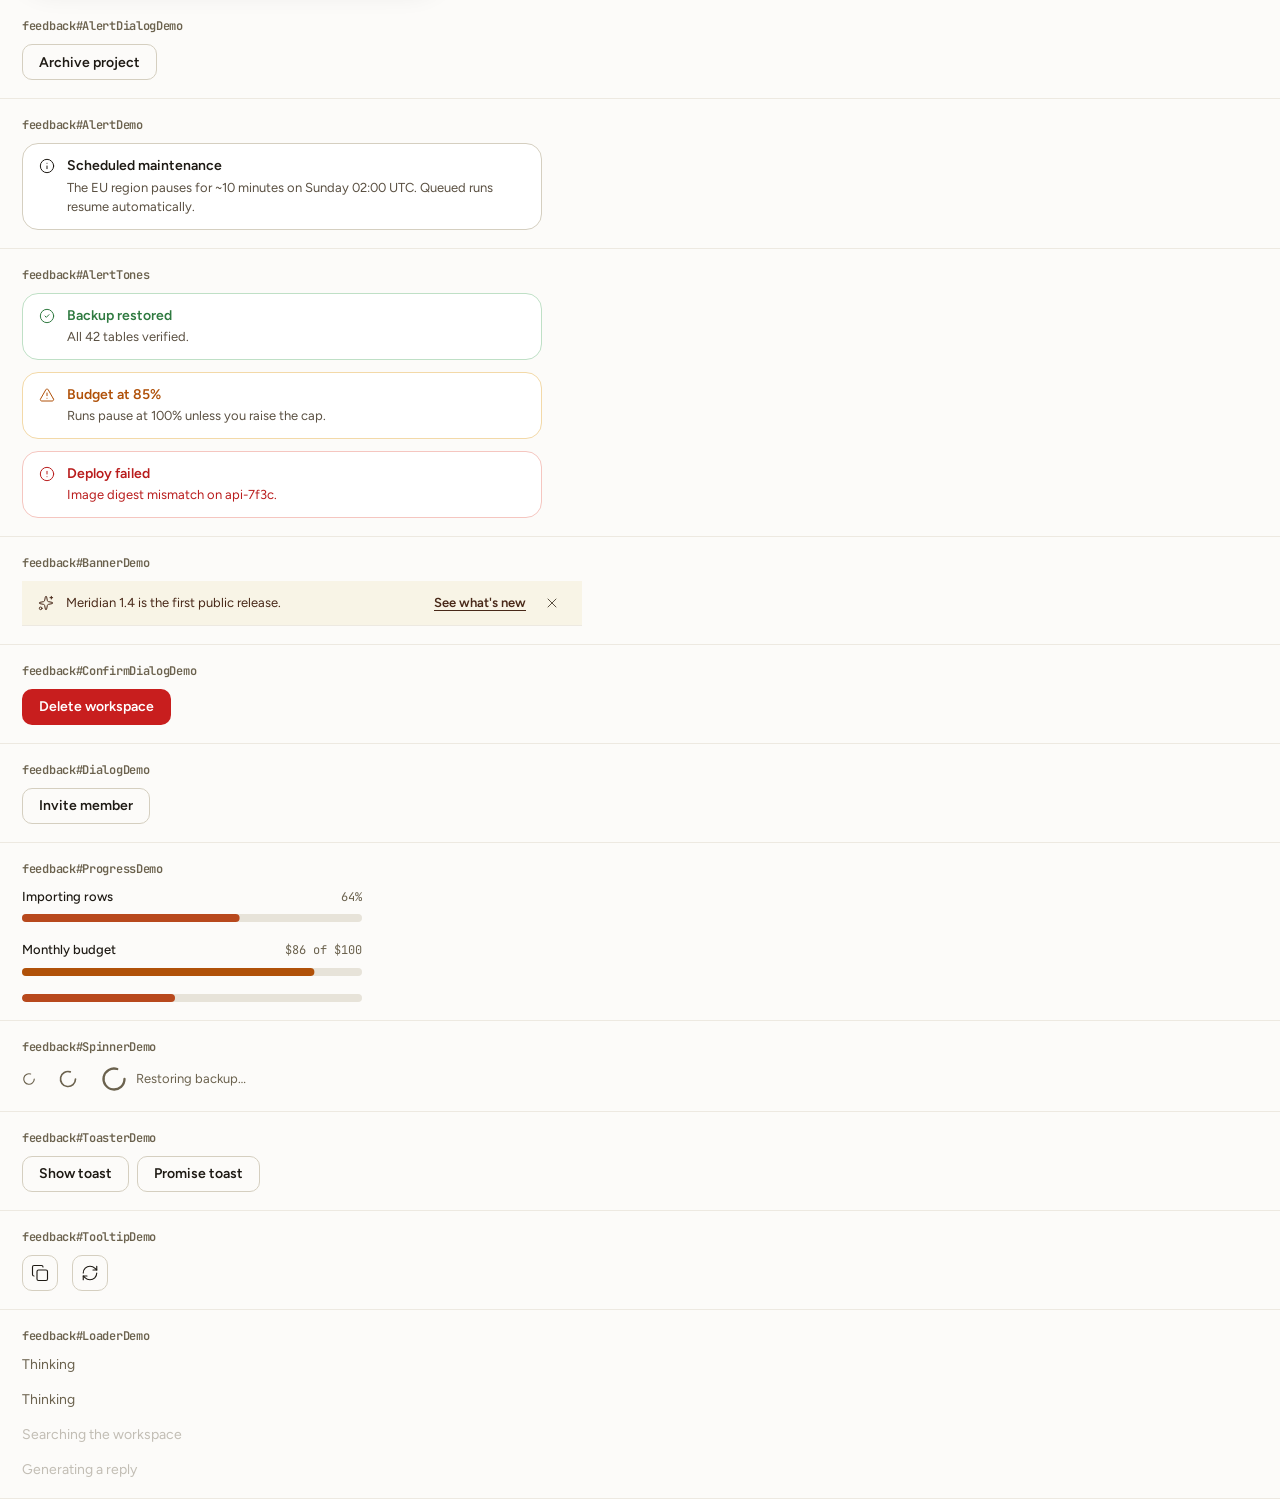 feedback#AlertDialogDemo
Archive project
feedback#AlertDemo
Scheduled maintenance
The EU region pauses for ~10 minutes on Sunday 02:00 UTC. Queued runs
resume automatically.
feedback#AlertTones
Backup restored
All 42 tables verified.
Budget at 85%
Runs pause at 100% unless you raise the cap.
Deploy failed
Image digest mismatch on api-7f3c.
feedback#BannerDemo
Meridian 1.4 is the first public release. See what's new
feedback#ConfirmDialogDemo
Delete workspace
feedback#DialogDemo
Invite member
feedback#ProgressDemo
Importing rows 64%
Monthly budget $86 of $100
feedback#SpinnerDemo
Restoring backup…
feedback#ToasterDemo
Show toast Promise toast
feedback#TooltipDemo
feedback#LoaderDemo
Thinking
Thinking
Searching the workspace
Generating a reply